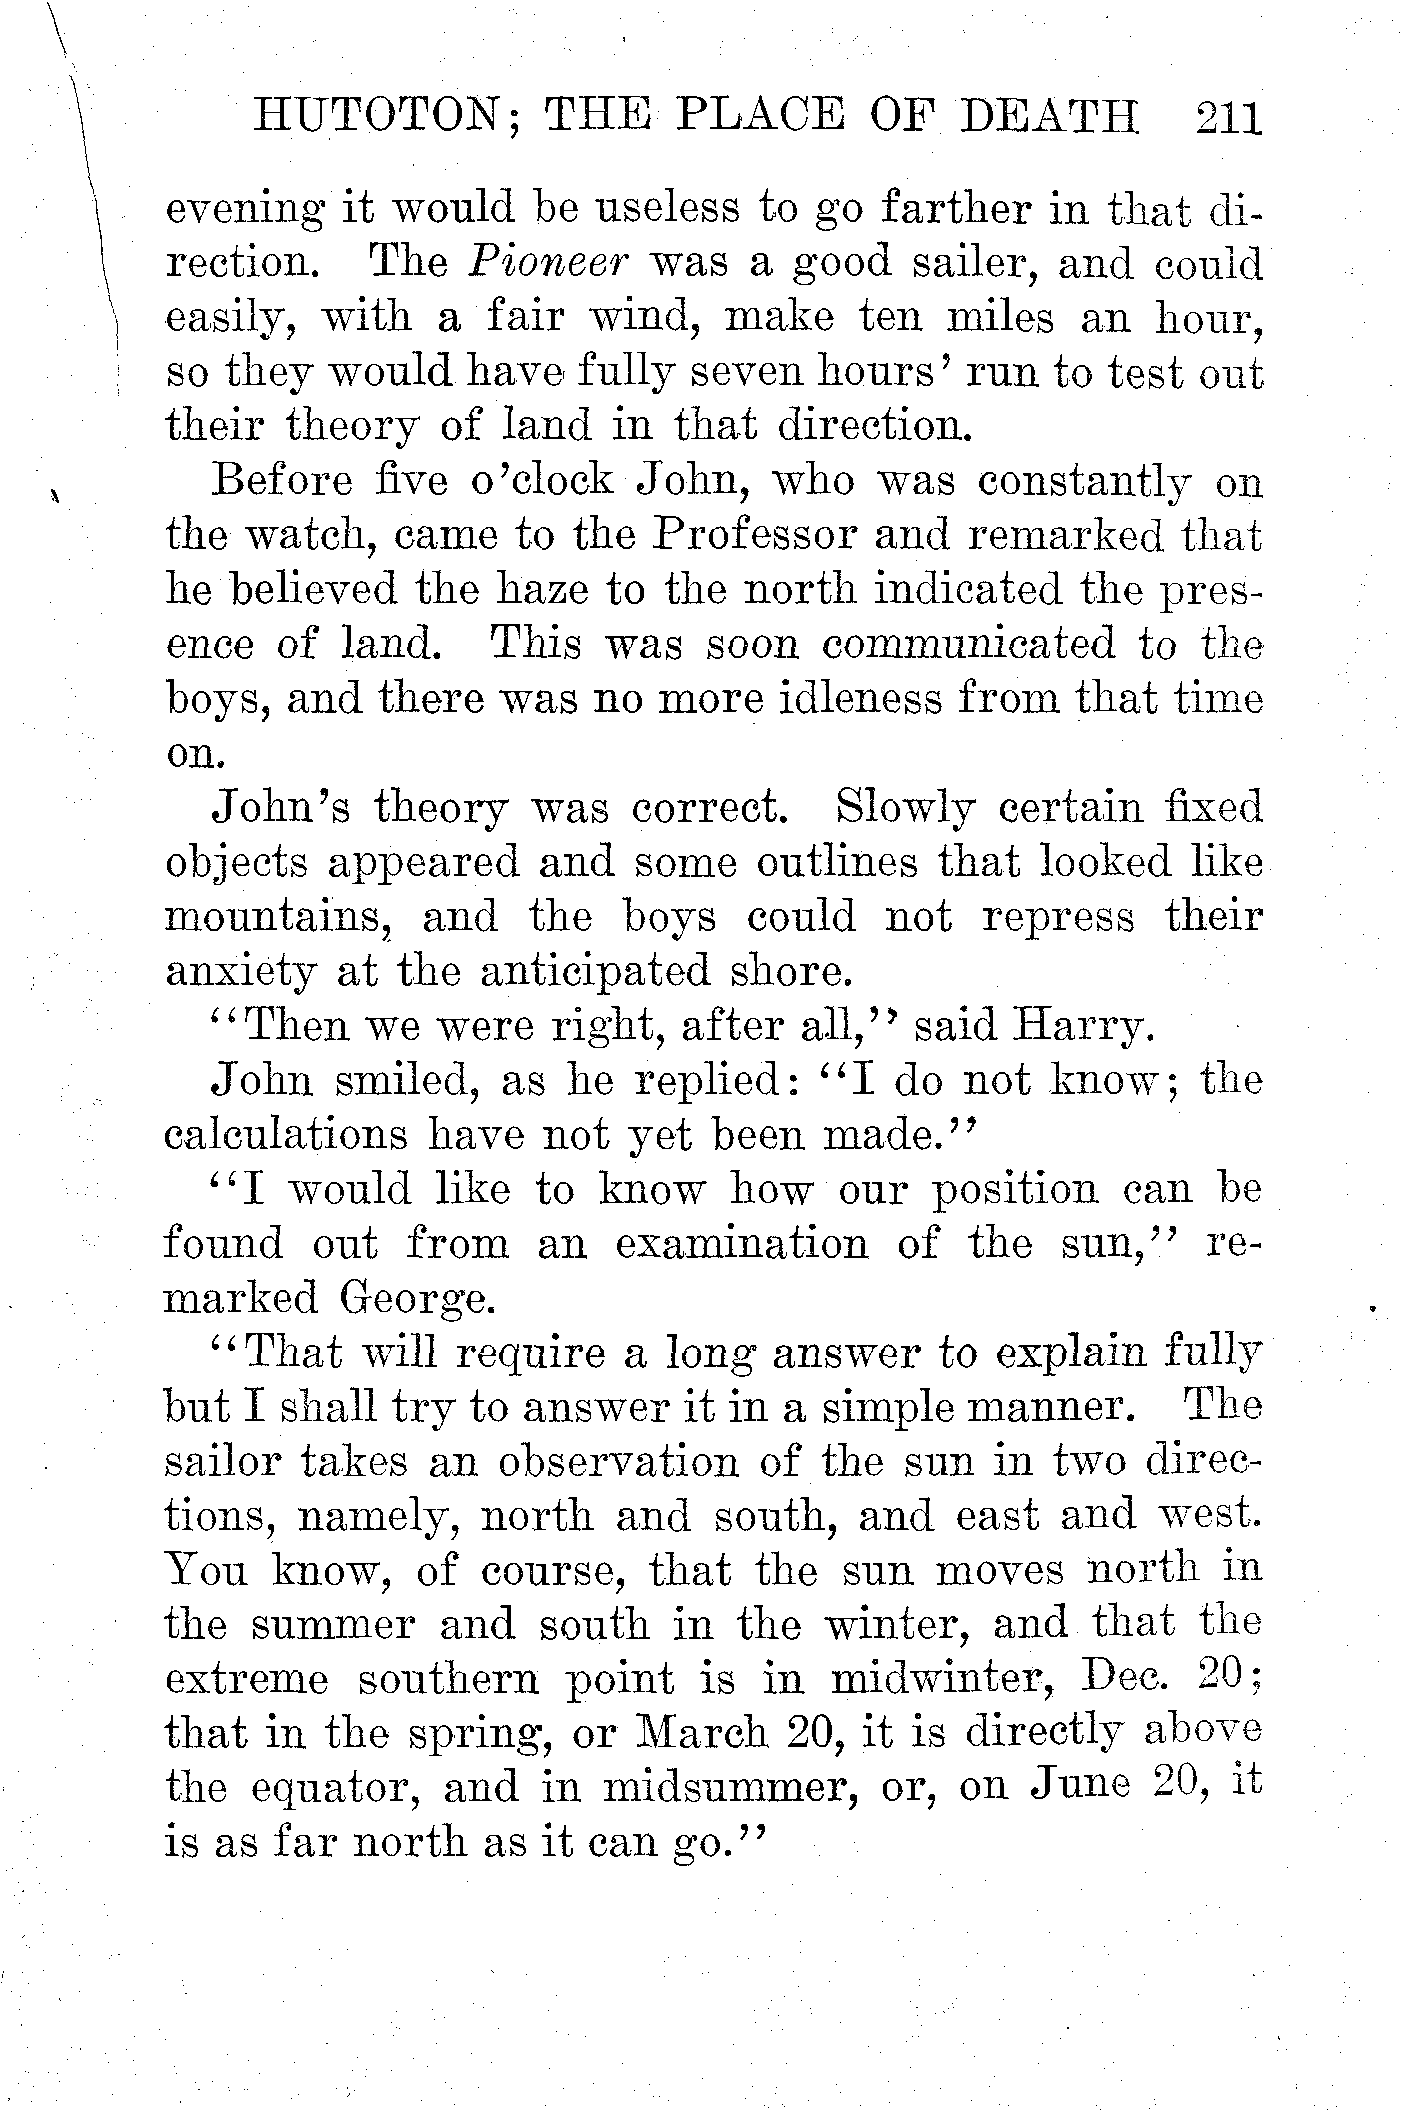 HUTOTON; THE PLACE OF DEATH 211
evening it would be useless to go farther in that di-
rection. The Pioneer was a good sailer, and could
easily, with a fair wind, make ten miles an hour,
so they would have fully seven hours' run to test out
their theory of land in that direction.
Before five o'clock John, who was constantly on
the watch, came to the Professor and remarked that
he believed the haze to the north indicated the pres-
ence of land. This was soon communicated to the
boys, and there was no more idleness from that time
on.
John's theory was correct. Slowly certain fixed
objects appeared and some outlines that looked like
mountains, and the boys could not repress their
anxiety at the anticipated shore.
"Then we were right, after all," said Harry.
John smiled, as he replied: "I do not know; the
calculations have not yet been made."
"I would like to know how our position can be
found out from an examination of the sun," re-
marked George.
"That will require a long answer to explain fully
but I shall try to answer it in a simple manner. The
sailor takes an observation of the sun in two direc-
tions, namely, north and south, and east and west.
You know, of course, that the sun moves north in
the summer and south in the winter, and that the
extreme southern point is in midwinter, Dec. 20;
that in the spring, or March 20, it is directly above
the equator, and in midsummer, or, on June 20, it
is as far north as it can go."